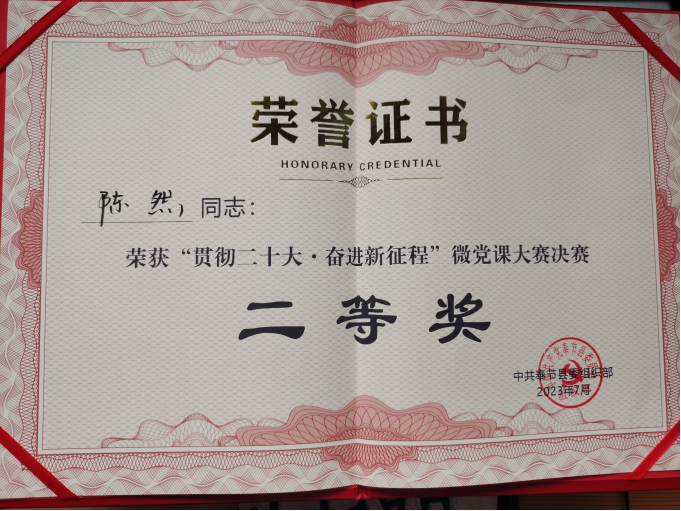 荣誉证书
HONORARY CREDENTIAL
陈然 同志：
荣获“贯彻二十大·奋进新征程”微党课大赛决赛
二等奖
中共奉节县委组织部
2023年7月